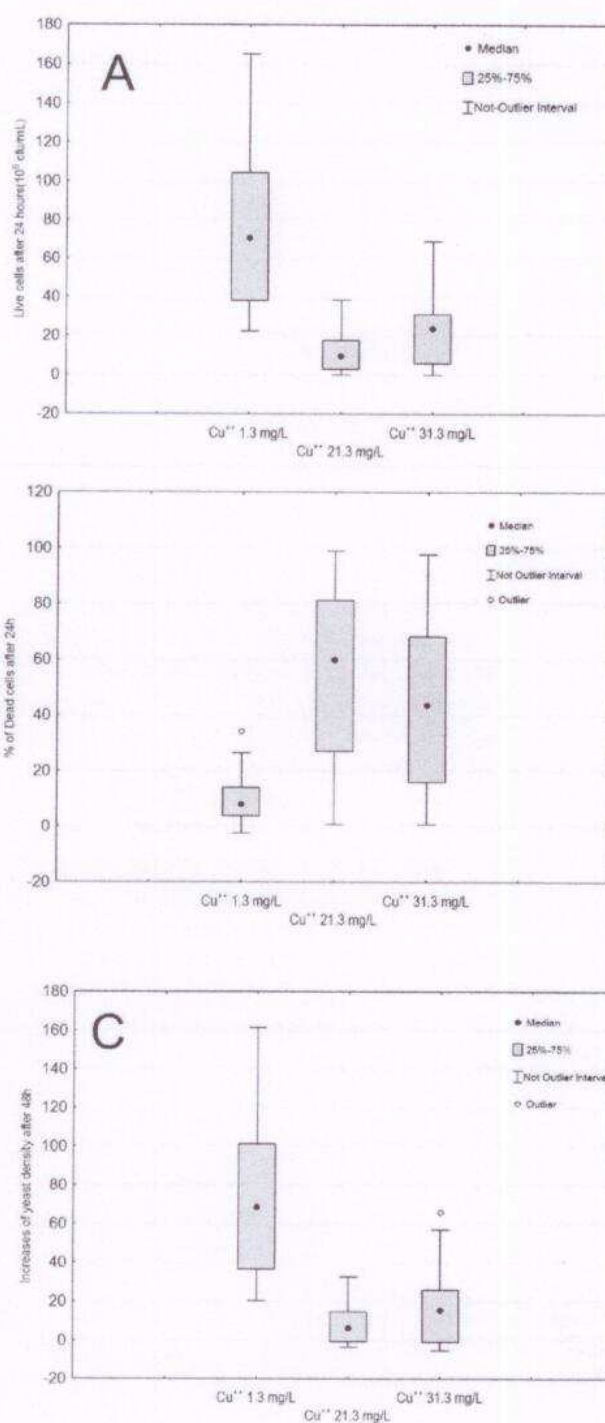 180
160
140
120
100
80
60
40
20
0
-20
Live cells after 24 hours(10⁶ cfu/mL)
A
Median
25%-75%
Not-Outlier Interval
Cu⁺⁺ 1.3 mg/L
Cu⁺⁺ 21.3 mg/L
Cu⁺⁺ 31.3 mg/L
120
100
80
60
40
20
0
-20
% of Dead cells after 24h
Median
25%-75%
Not Outlier Interval
Outlier
Cu⁺⁺ 1.3 mg/L
Cu⁺⁺ 21.3 mg/L
Cu⁺⁺ 31.3 mg/L
180
160
140
120
100
80
60
40
20
0
-20
Increases of yeast density after 48h
C
Median
25%-75%
Not Outlier Interval
Outlier
Cu⁺⁺ 1.3 mg/L
Cu⁺⁺ 21.3 mg/L
Cu⁺⁺ 31.3 mg/L